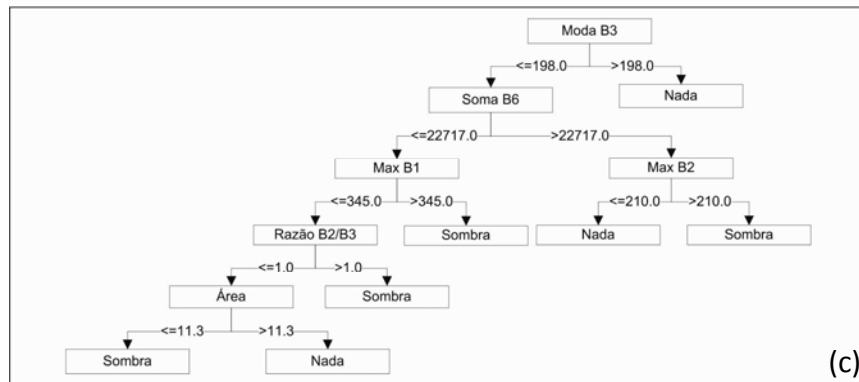 Moda B3
<=198.0 >198.0
Soma B6 Nada
<=22717.0 >22717.0
Max B1 Max B2
<=345.0 >345.0 <=210.0 >210.0
Razão B2/B3 Sombra Nada Sombra
<=1.0 >1.0
Área Sombra
<=11.3 >11.3
Sombra Nada
(c)